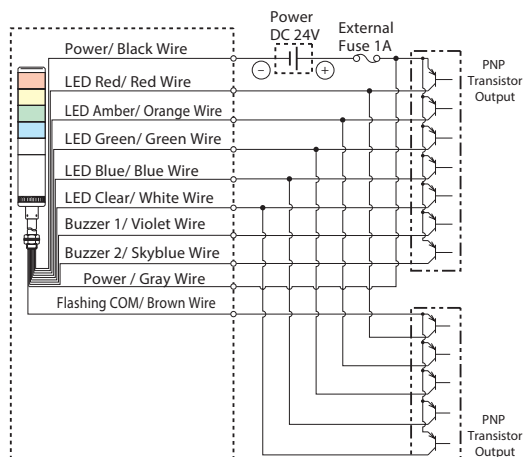 Power
DC 24V
External
Fuse 1A
Power/ Black Wire
LED Red/ Red Wire
LED Amber/ Orange Wire
LED Green/ Green Wire
LED Blue/ Blue Wire
LED Clear/ White Wire
Buzzer 1/ Violet Wire
Buzzer 2/ Skyblue Wire
Power / Gray Wire
Flashing COM/ Brown Wire
PNP
Transistor
Output
PNP
Transistor
Output